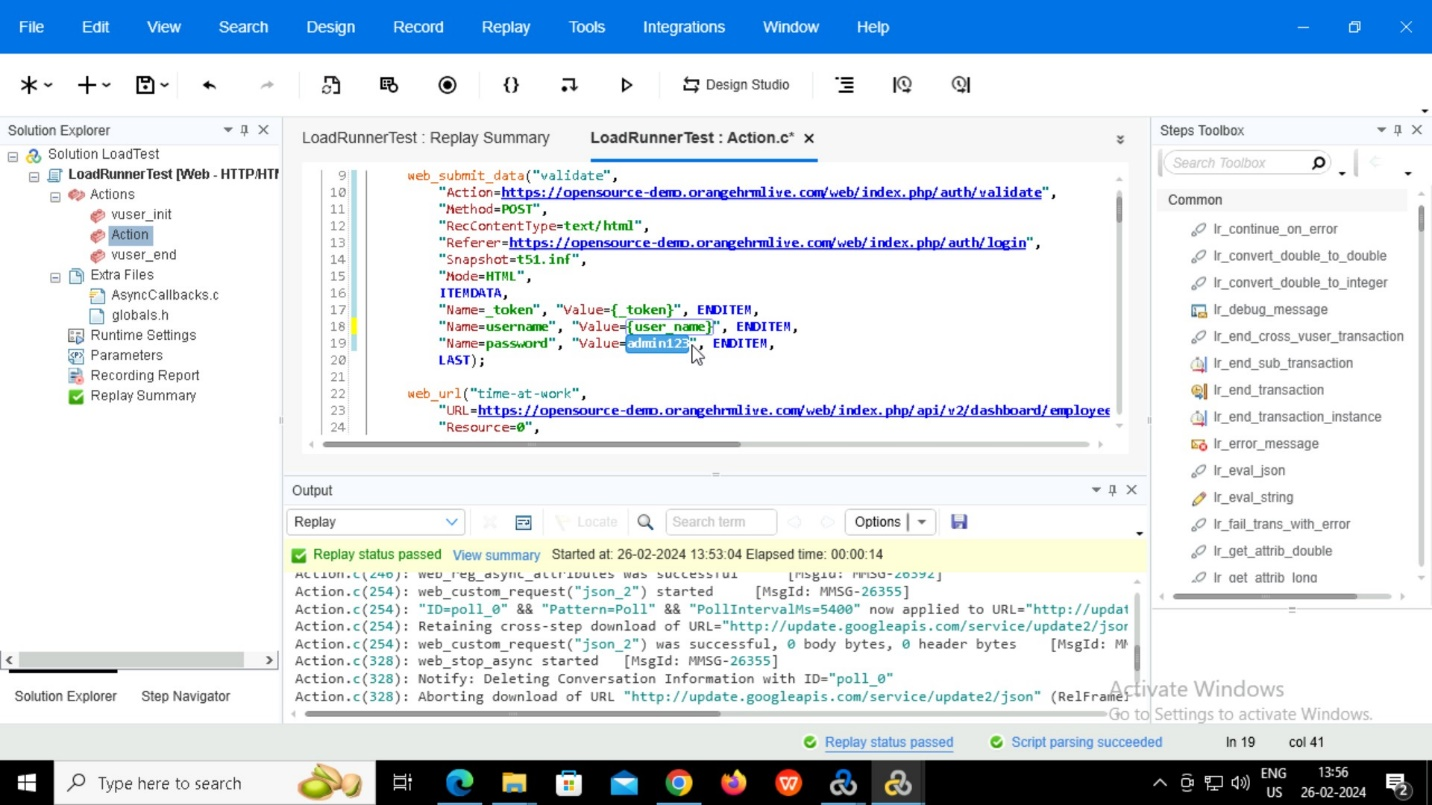 File Edit View Search Design Record Replay Tools Integrations Window Help
Design Studio
Solution Explorer
Solution LoadTest
LoadRunnerTest [Web - HTTP/HTM
Actions
vuser_init
Action
vuser_end
Extra Files
AsyncCallbacks.c
globals.h
Runtime Settings
Parameters
Recording Report
Replay Summary
Solution Explorer Step Navigator
LoadRunnerTest : Replay Summary LoadRunnerTest : Action.c*
9 web_submit_data("validate",
10 "Action=https://opensource-demo.orangehrmlive.com/web/index.php/auth/validate",
11 "Method=POST",
12 "RecContentType=text/html",
13 "Referer=https://opensource-demo.orangehrmlive.com/web/index.php/auth/login",
14 "Snapshot=t51.inf",
15 "Mode=HTML",
16 ITEMDATA,
17 "Name=_token", "Value={_token}", ENDITEM,
18 "Name=username", "Value={user_name}", ENDITEM,
19 "Name=password", "Value=admin123", ENDITEM,
20 LAST);
21
22 web_url("time-at-work",
23 "URL=https://opensource-demo.orangehrmlive.com/web/index.php/api/v2/dashboard/employee
24 "Resource=0",
Output
Replay Locate Search term Options
Replay status passed View summary Started at: 26-02-2024 13:53:04 Elapsed time: 00:00:14
Action.c(246): web_reg_async_attributes was successful [MsgId: MMSG-26392]
Action.c(254): web_custom_request("json_2") started [MsgId: MMSG-26355]
Action.c(254): "ID=poll_0" && "Pattern=Poll" && "PollIntervalMs=5400" now applied to URL="http://updat
Action.c(254): Retaining cross-step download of URL="http://update.googleapis.com/service/update2/json
Action.c(254): web_custom_request("json_2") was successful, 0 body bytes, 0 header bytes [MsgId: MM
Action.c(328): web_stop_async started [MsgId: MMSG-26355]
Action.c(328): Notify: Deleting Conversation Information with ID="poll_0"
Action.c(328): Aborting download of URL "http://update.googleapis.com/service/update2/json" (RelFrame
Steps Toolbox
Search Toolbox
Common
lr_continue_on_error
lr_convert_double_to_double
lr_convert_double_to_integer
lr_debug_message
lr_end_cross_vuser_transaction
lr_end_sub_transaction
lr_end_transaction
lr_end_transaction_instance
lr_error_message
lr_eval_json
lr_eval_string
lr_fail_trans_with_error
lr_get_attrib_double
lr_get_attrib_long
Activate Windows
Go to Settings to activate Windows.
Replay status passed Script parsing succeeded ln 19 col 41
Type here to search
ENG
US
13:56
26-02-2024
2